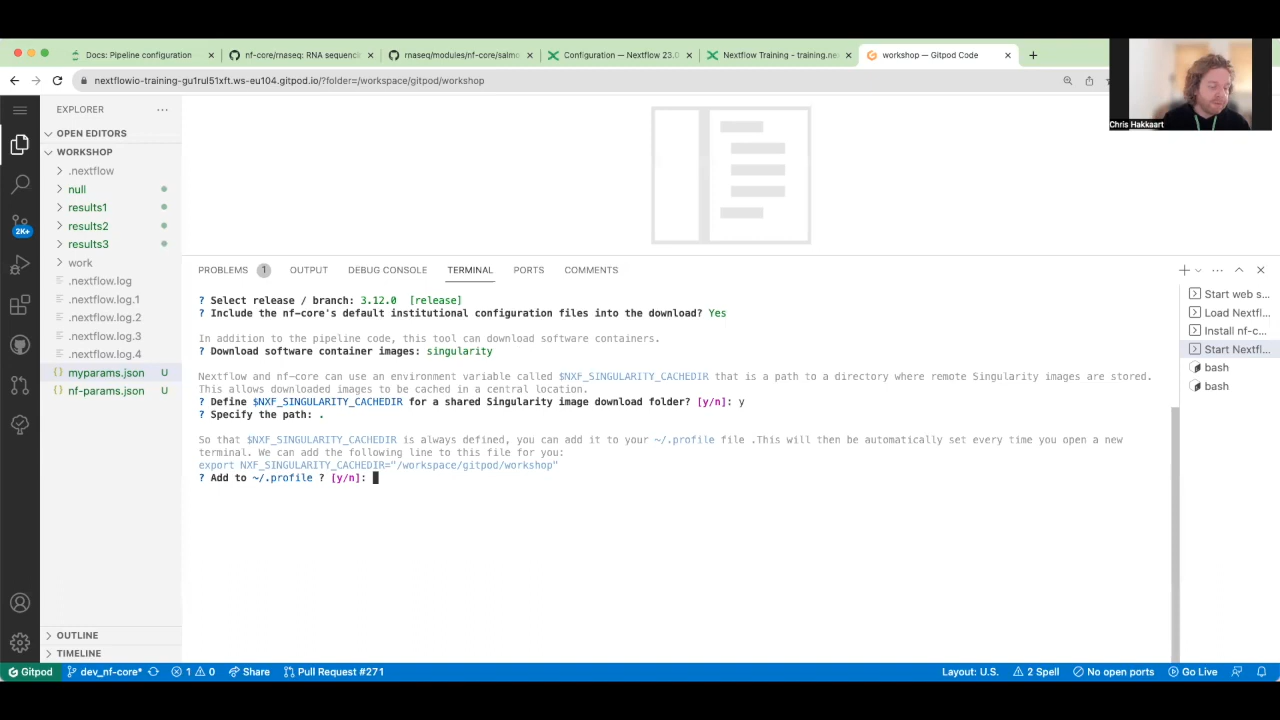 Docs: Pipeline configuration
nf-core/rnaseq: RNA sequencin
rnaseq/modules/nf-core/salmo
Configuration — Nextflow 23.0
Nextflow Training - training.ne
workshop — Gitpod Code
nextflowio-training-gu1rul51xft.ws-eu104.gitpod.io/?folder=/workspace/gitpod/workshop
Chris Hakkaart
EXPLORER
OPEN EDITORS
WORKSHOP
.nextflow
null
results1
results2
results3
work
.nextflow.log
.nextflow.log.1
.nextflow.log.2
.nextflow.log.3
.nextflow.log.4
myparams.json U
nf-params.json U
OUTLINE
TIMELINE
2K+
PROBLEMS 1 OUTPUT DEBUG CONSOLE TERMINAL PORTS COMMENTS
? Select release / branch: 3.12.0 [release]
? Include the nf-core's default institutional configuration files into the download? Yes
In addition to the pipeline code, this tool can download software containers.
? Download software container images: singularity
Nextflow and nf-core can use an environment variable called $NXF_SINGULARITY_CACHEDIR that is a path to a directory where remote Singularity images are stored.
This allows downloaded images to be cached in a central location.
? Define $NXF_SINGULARITY_CACHEDIR for a shared Singularity image download folder? [y/n]: y
? Specify the path: .
So that $NXF_SINGULARITY_CACHEDIR is always defined, you can add it to your ~/.profile file .This will then be automatically set every time you open a new
terminal. We can add the following line to this file for you:
export NXF_SINGULARITY_CACHEDIR="/workspace/gitpod/workshop"
? Add to ~/.profile ? [y/n]:
Start web s...
Load Nextfl...
Install nf-c...
Start Nextfl...
bash
bash
Gitpod dev_nf-core* 1 0 Share Pull Request #271 Layout: U.S. 2 Spell No open ports Go Live